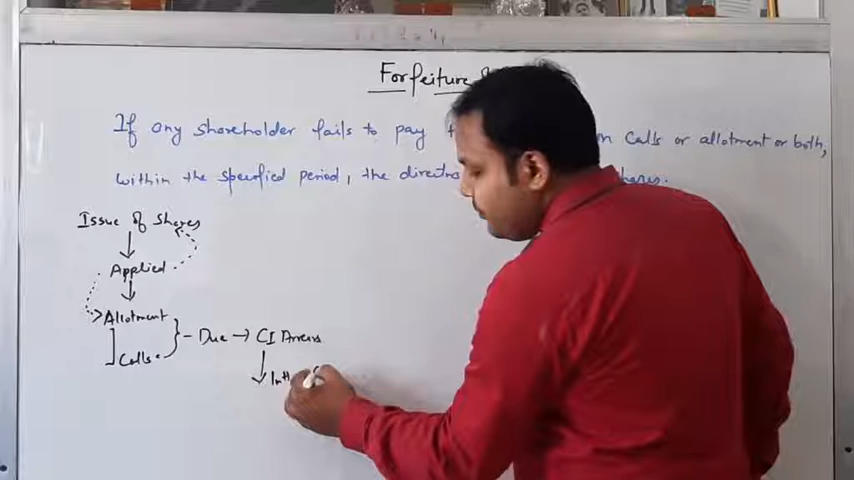 Forfeiture
If any shareholder fails to pay on Calls or allotment or both,
within the specified period, the
Issue of Shares
Applied
Allotment
Calls
Due → CI Arrears